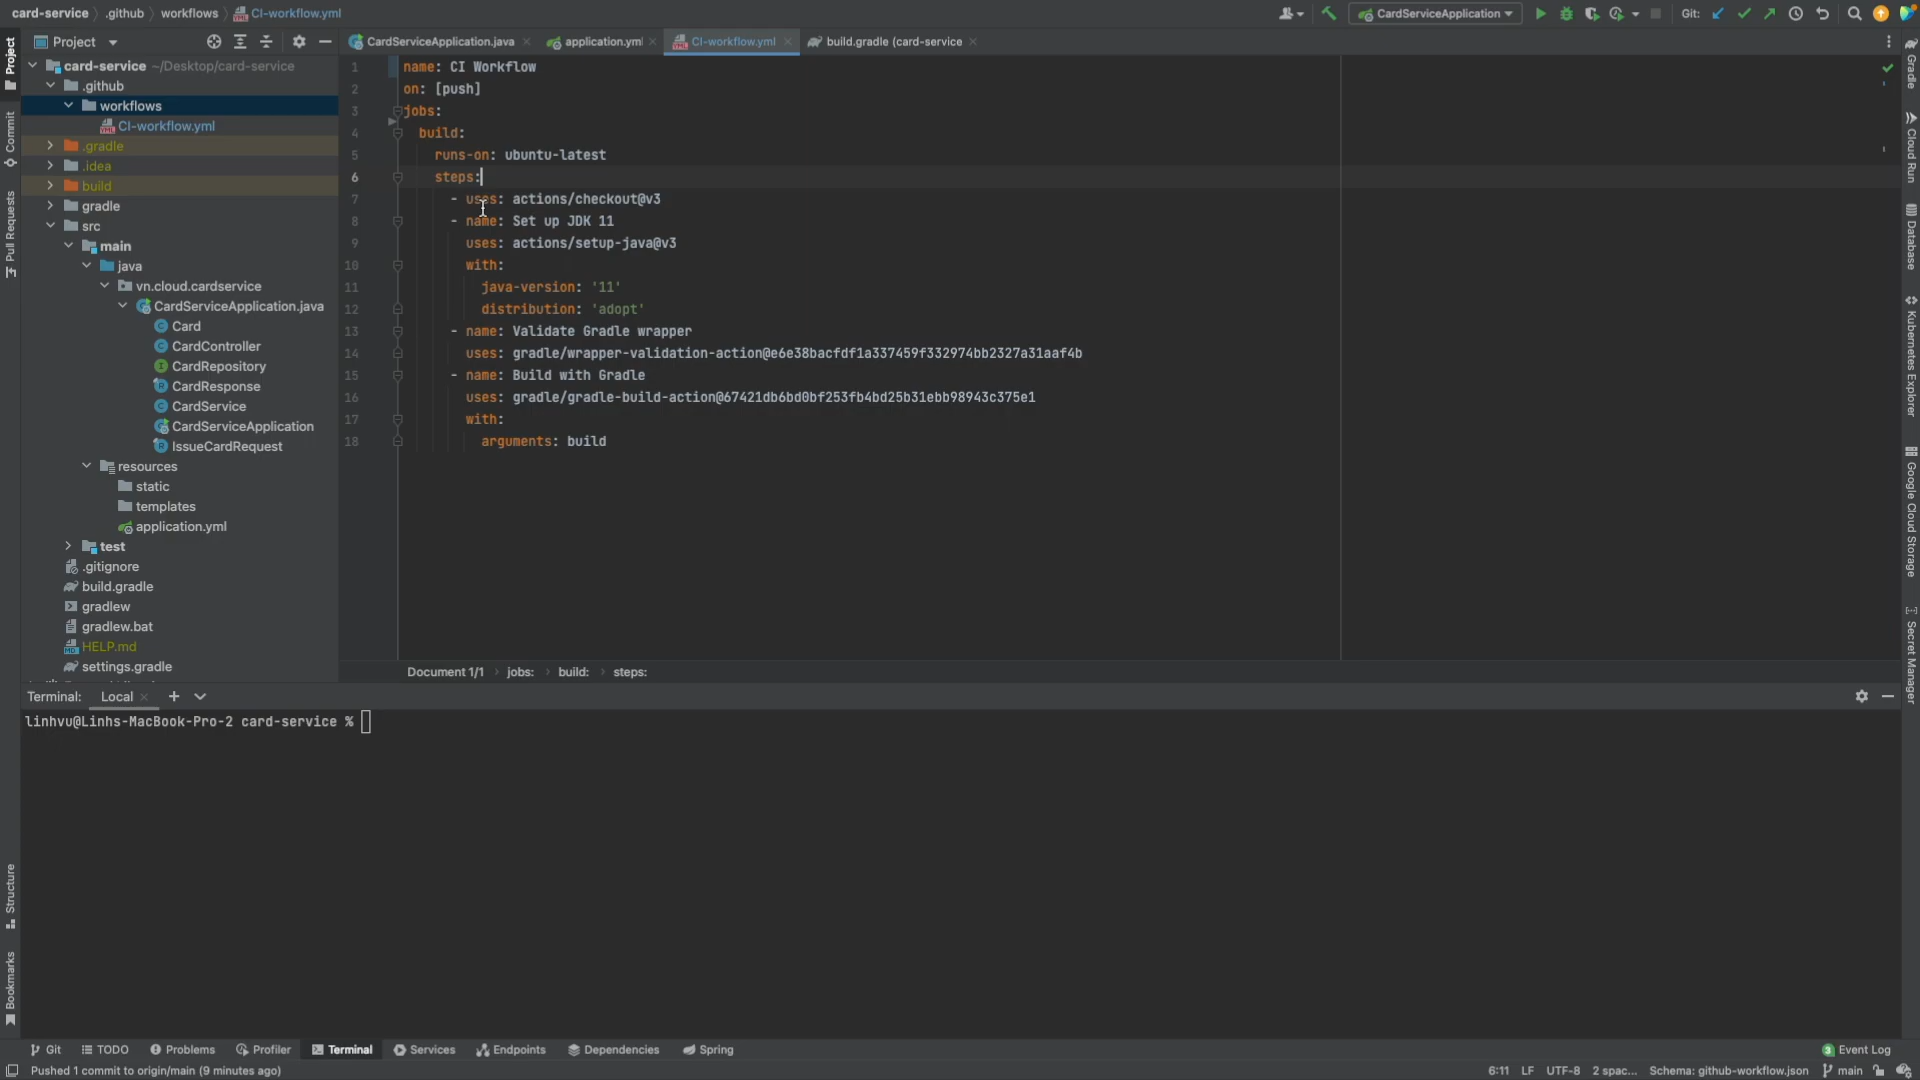 card-service
.github
workflows
CI-workflow.yml
CardServiceApplication
Git:
Project
CardServiceApplication.java
application.yml
CI-workflow.yml
build.gradle (card-service
card-service ~/Desktop/card-service
.github
workflows
CI-workflow.yml
.gradle
.idea
build
gradle
src
main
java
vn.cloud.cardservice
CardServiceApplication.java
Card
CardController
CardRepository
CardResponse
CardService
CardServiceApplication
IssueCardRequest
resources
static
templates
application.yml
test
.gitignore
build.gradle
gradlew
gradlew.bat
HELP.md
settings.gradle
1 name: CI Workflow
2 on: [push]
3 jobs:
4 build:
5 runs-on: ubuntu-latest
6 steps:
7 - uses: actions/checkout@v3
8 - name: Set up JDK 11
9 uses: actions/setup-java@v3
10 with:
11 java-version: '11'
12 distribution: 'adopt'
13 - name: Validate Gradle wrapper
14 uses: gradle/wrapper-validation-action@e6e38bacfdf1a337459f332974bb2327a31aaf4b
15 - name: Build with Gradle
16 uses: gradle/gradle-build-action@67421db6bd0bf253fb4bd25b31ebb98943c375e1
17 with:
18 arguments: build
Document 1/1
jobs:
build:
steps:
Project
Commit
Pull Requests
Structure
Bookmarks
Gradle
Cloud Run
Database
Kubernetes Explorer
Google Cloud Storage
Secret Manager
Terminal:
Local
linhvu@Linhs-MacBook-Pro-2 card-service %
Git
TODO
Problems
Profiler
Terminal
Services
Endpoints
Dependencies
Spring
3 Event Log
Pushed 1 commit to origin/main (9 minutes ago)
6:11
LF
UTF-8
2 spac...
Schema: github-workflow.json
main